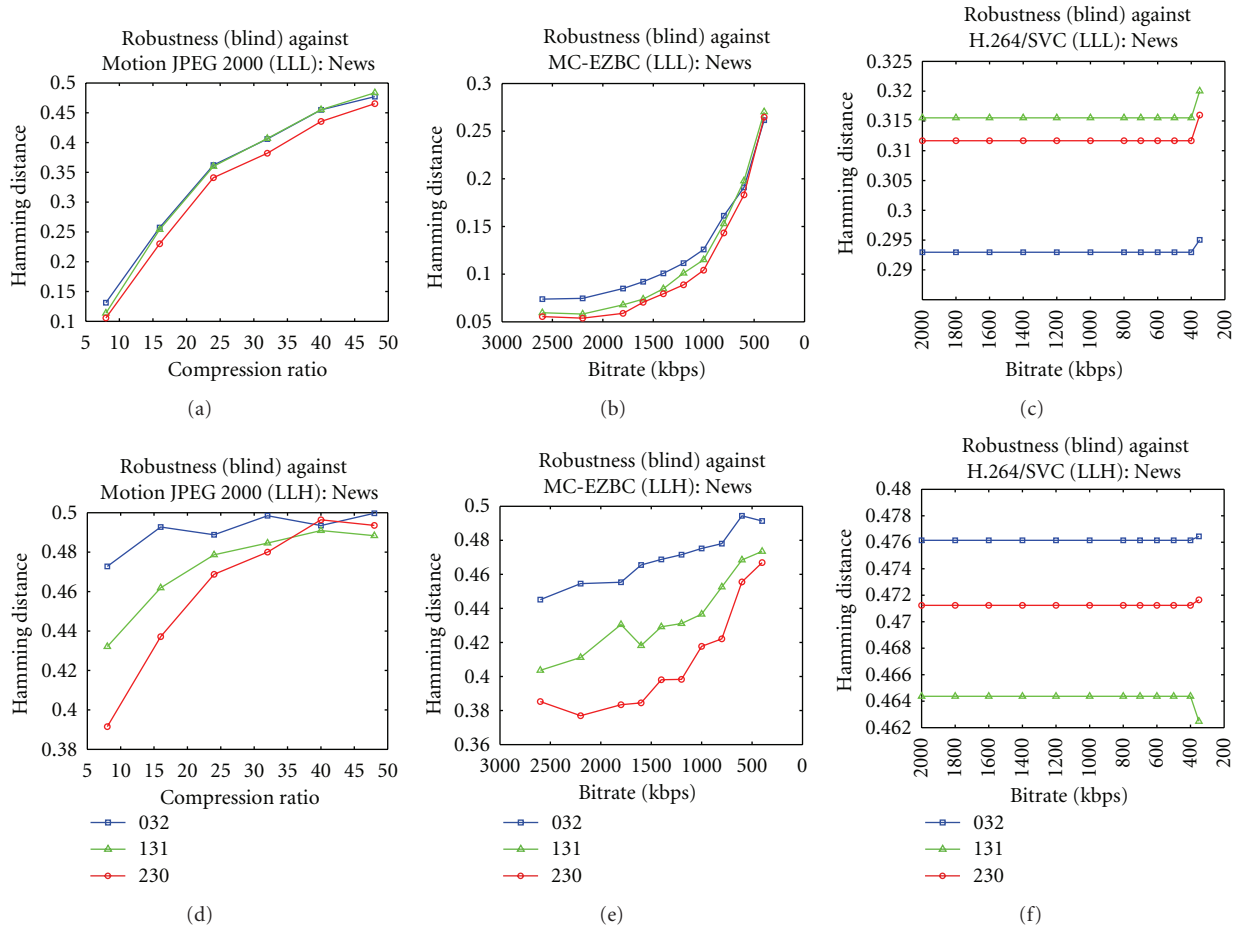 Robustness (blind) against
Motion JPEG 2000 (LLL): News
0.5
0.45
0.4
0.35
0.3
0.25
0.2
0.15
0.1
5 10 15 20 25 30 35 40 45 50
Hamming distance
Compression ratio
(a)
Robustness (blind) against
MC-EZBC (LLL): News
0.3
0.25
0.2
0.15
0.1
0.05
3000 2500 2000 1500 1000 500 0
Hamming distance
Bitrate (kbps)
(b)
Robustness (blind) against
H.264/SVC (LLL): News
0.325
0.32
0.315
0.31
0.305
0.3
0.295
0.29
2000 1800 1600 1400 1200 1000 800 600 400 200
Hamming distance
Bitrate (kbps)
(c)
Robustness (blind) against
Motion JPEG 2000 (LLH): News
0.5
0.48
0.46
0.44
0.42
0.4
0.38
5 10 15 20 25 30 35 40 45 50
Hamming distance
Compression ratio
032
131
230
(d)
Robustness (blind) against
MC-EZBC (LLH): News
0.5
0.48
0.46
0.44
0.42
0.4
0.38
0.36
3000 2500 2000 1500 1000 500 0
Hamming distance
Bitrate (kbps)
032
131
230
(e)
Robustness (blind) against
H.264/SVC (LLH): News
0.48
0.478
0.476
0.474
0.472
0.47
0.468
0.466
0.464
0.462
2000 1800 1600 1400 1200 1000 800 600 400 200
Hamming distance
Bitrate (kbps)
032
131
230
(f)